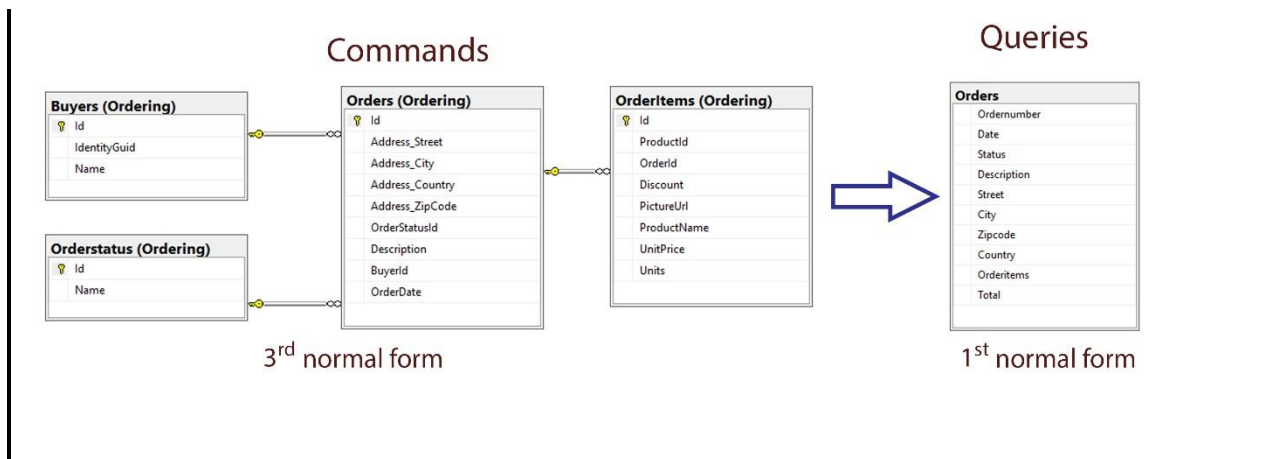 Commands
Queries
Buyers (Ordering)
Id
IdentityGuid
Name
Orderstatus (Ordering)
Id
Name
Orders (Ordering)
Id
Address_Street
Address_City
Address_Country
Address_ZipCode
OrderStatusId
Description
BuyerId
OrderDate
OrderItems (Ordering)
Id
ProductId
OrderId
Discount
PictureUrl
ProductName
UnitPrice
Units
Orders
Ordernumber
Date
Status
Description
Street
City
Zipcode
Country
Orderitems
Total
3rd normal form
1st normal form